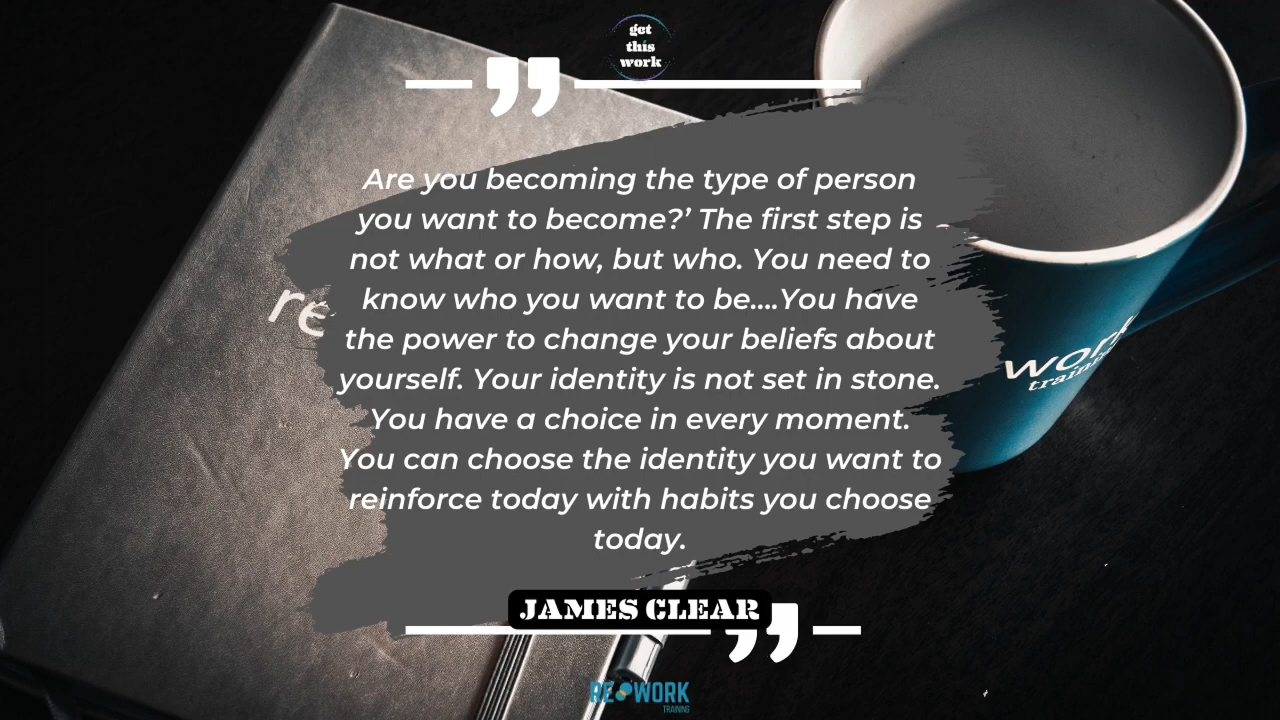 get
this
work
Are you becoming the type of person
you want to become?’ The first step is
not what or how, but who. You need to
know who you want to be....You have
the power to change your beliefs about
yourself. Your identity is not set in stone.
You have a choice in every moment.
You can choose the identity you want to
reinforce today with habits you choose
today.
re
work
JAMES CLEAR
RE WORK
TRAINING